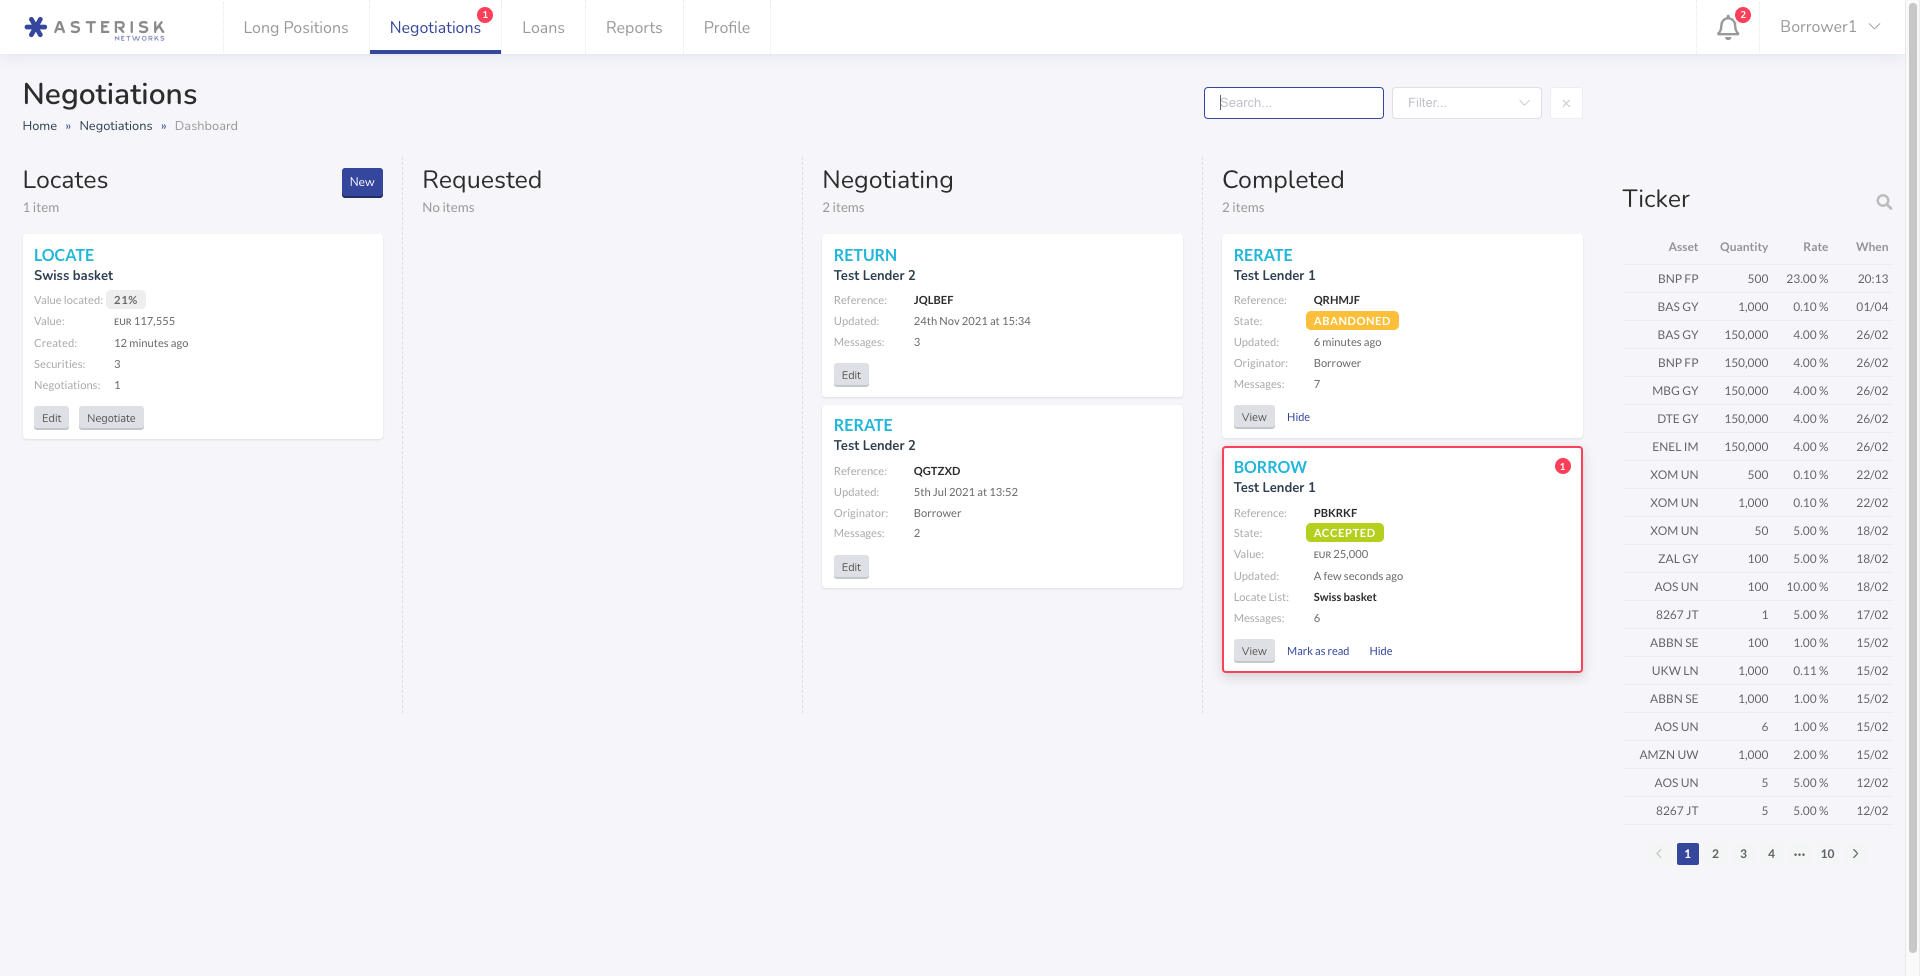 ASTERISK
NETWORKS
Long Positions
Negotiations
1
Loans
Reports
Profile
2
Borrower1
Negotiations
Home » Negotiations » Dashboard
Search...
Filter...
×
Locates
1 item
New
LOCATE
Swiss basket
Value located: 21%
Value: EUR 117,555
Created: 12 minutes ago
Securities: 3
Negotiations: 1
Edit Negotiate
Requested
No items
Negotiating
2 items
RETURN
Test Lender 2
Reference: JQLBEF
Updated: 24th Nov 2021 at 15:34
Messages: 3
Edit
RERATE
Test Lender 2
Reference: QGTZXD
Updated: 5th Jul 2021 at 13:52
Originator: Borrower
Messages: 2
Edit
Completed
2 items
RERATE
Test Lender 1
Reference: QRHMJF
State: ABANDONED
Updated: 6 minutes ago
Originator: Borrower
Messages: 7
View Hide
BORROW
1
Test Lender 1
Reference: PBKRKF
State: ACCEPTED
Value: EUR 25,000
Updated: A few seconds ago
Locate List: Swiss basket
Messages: 6
View Mark as read Hide
Ticker
Asset Quantity Rate When
BNP FP 500 23.00 % 20:13
BAS GY 1,000 0.10 % 01/04
BAS GY 150,000 4.00 % 26/02
BNP FP 150,000 4.00 % 26/02
MBG GY 150,000 4.00 % 26/02
DTE GY 150,000 4.00 % 26/02
ENEL IM 150,000 4.00 % 26/02
XOM UN 500 0.10 % 22/02
XOM UN 1,000 0.10 % 22/02
XOM UN 50 5.00 % 18/02
ZAL GY 100 5.00 % 18/02
AOS UN 100 10.00 % 18/02
8267 JT 1 5.00 % 17/02
ABBN SE 100 1.00 % 15/02
UKW LN 1,000 0.11 % 15/02
ABBN SE 1,000 1.00 % 15/02
AOS UN 6 1.00 % 15/02
AMZN UW 1,000 2.00 % 15/02
AOS UN 5 5.00 % 12/02
8267 JT 5 5.00 % 12/02
1 2 3 4 ••• 10